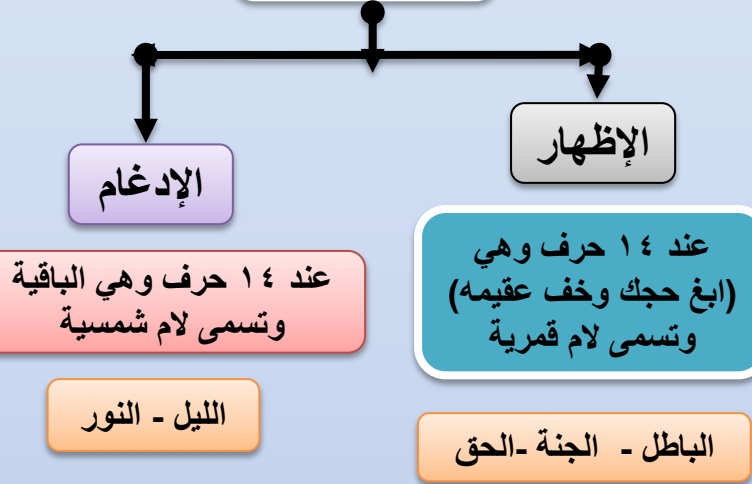 الإظهار
عند ١٤ حرف وهي
(ابغ حجك وخف عقيمه)
وتسمى لام قمرية
الباطل - الجنة -الحق
الإدغام
عند ١٤ حرف وهي الباقية
وتسمى لام شمسية
الليل - النور